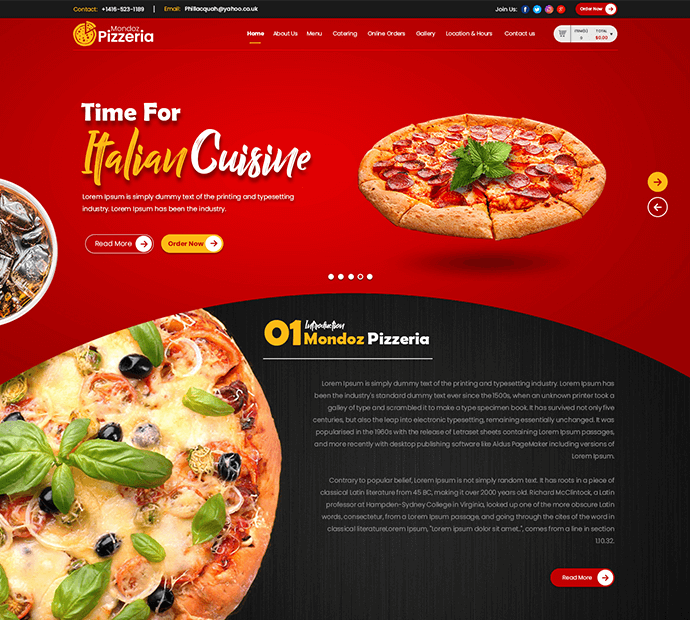 Contact: +1416-523-1189 | Email: Phillacquah@yahoo.co.uk Join Us: Order Now
Mondoz
Pizzeria
Home About Us Menu Catering Online Orders Gallery Location & Hours Contact us
ITEM(S) TOTAL
0 $0.00
Time For
Italian Cuisine
Lorem Ipsum is simply dummy text of the printing and typesetting
industry. Lorem Ipsum has been the industry.
Read More Order Now
01 Introduction
Mondoz Pizzeria
Lorem Ipsum is simply dummy text of the printing and typesetting industry. Lorem Ipsum has
been the industry's standard dummy text ever since the 1500s, when an unknown printer took a
galley of type and scrambled it to make a type specimen book. It has survived not only five
centuries, but also the leap into electronic typesetting, remaining essentially unchanged. It was
popularised in the 1960s with the release of Letraset sheets containing Lorem Ipsum passages,
and more recently with desktop publishing software like Aldus PageMaker including versions of
Lorem Ipsum.
Contrary to popular belief, Lorem Ipsum is not simply random text. It has roots in a piece of
classical Latin literature from 45 BC, making it over 2000 years old. Richard McClintock, a Latin
professor at Hampden-Sydney College in Virginia, looked up one of the more obscure Latin
words, consectetur, from a Lorem Ipsum passage, and going through the cites of the word in
classical literatureLorem Ipsum, "Lorem ipsum dolor sit amet..", comes from a line in section
1.10.32.
Read More